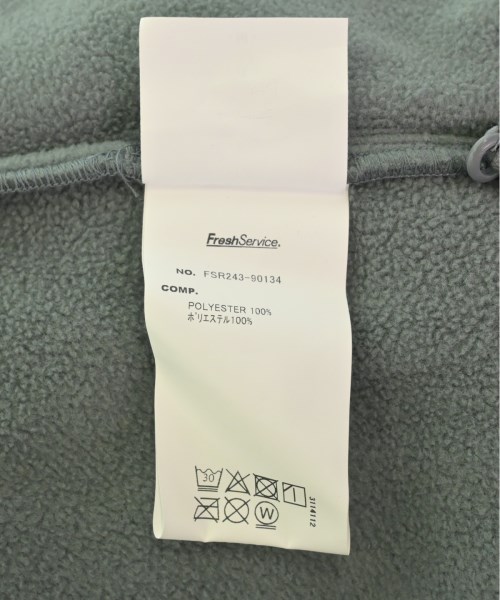 FreshService.
NO. FSR243-90134
COMP.
POLYESTER 100%
ポリエステル100%
30
W
3114112